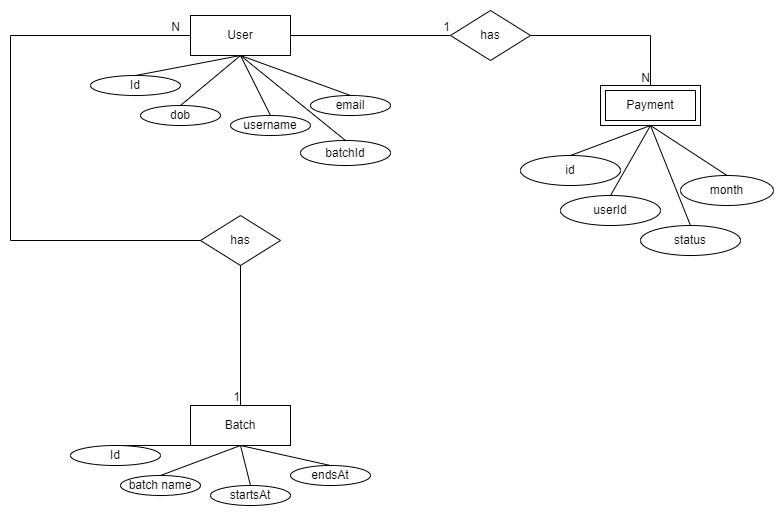 N
User
1
has
Id
dob
username
email
batchId
N
Payment
id
userId
month
status
has
1
Batch
Id
batch name
startsAt
endsAt